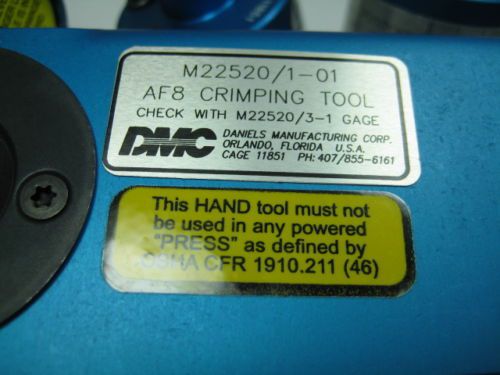 M22520/1-01
AF8 CRIMPING TOOL
CHECK WITH M22520/3-1 GAGE
DMC
DANIELS MANUFACTURING CORP.
ORLANDO, FLORIDA U.S.A.
CAGE 11851 PH: 407/855-6161
This HAND tool must not
be used in any powered
"PRESS" as defined by
OSHA CFR 1910.211 (46)